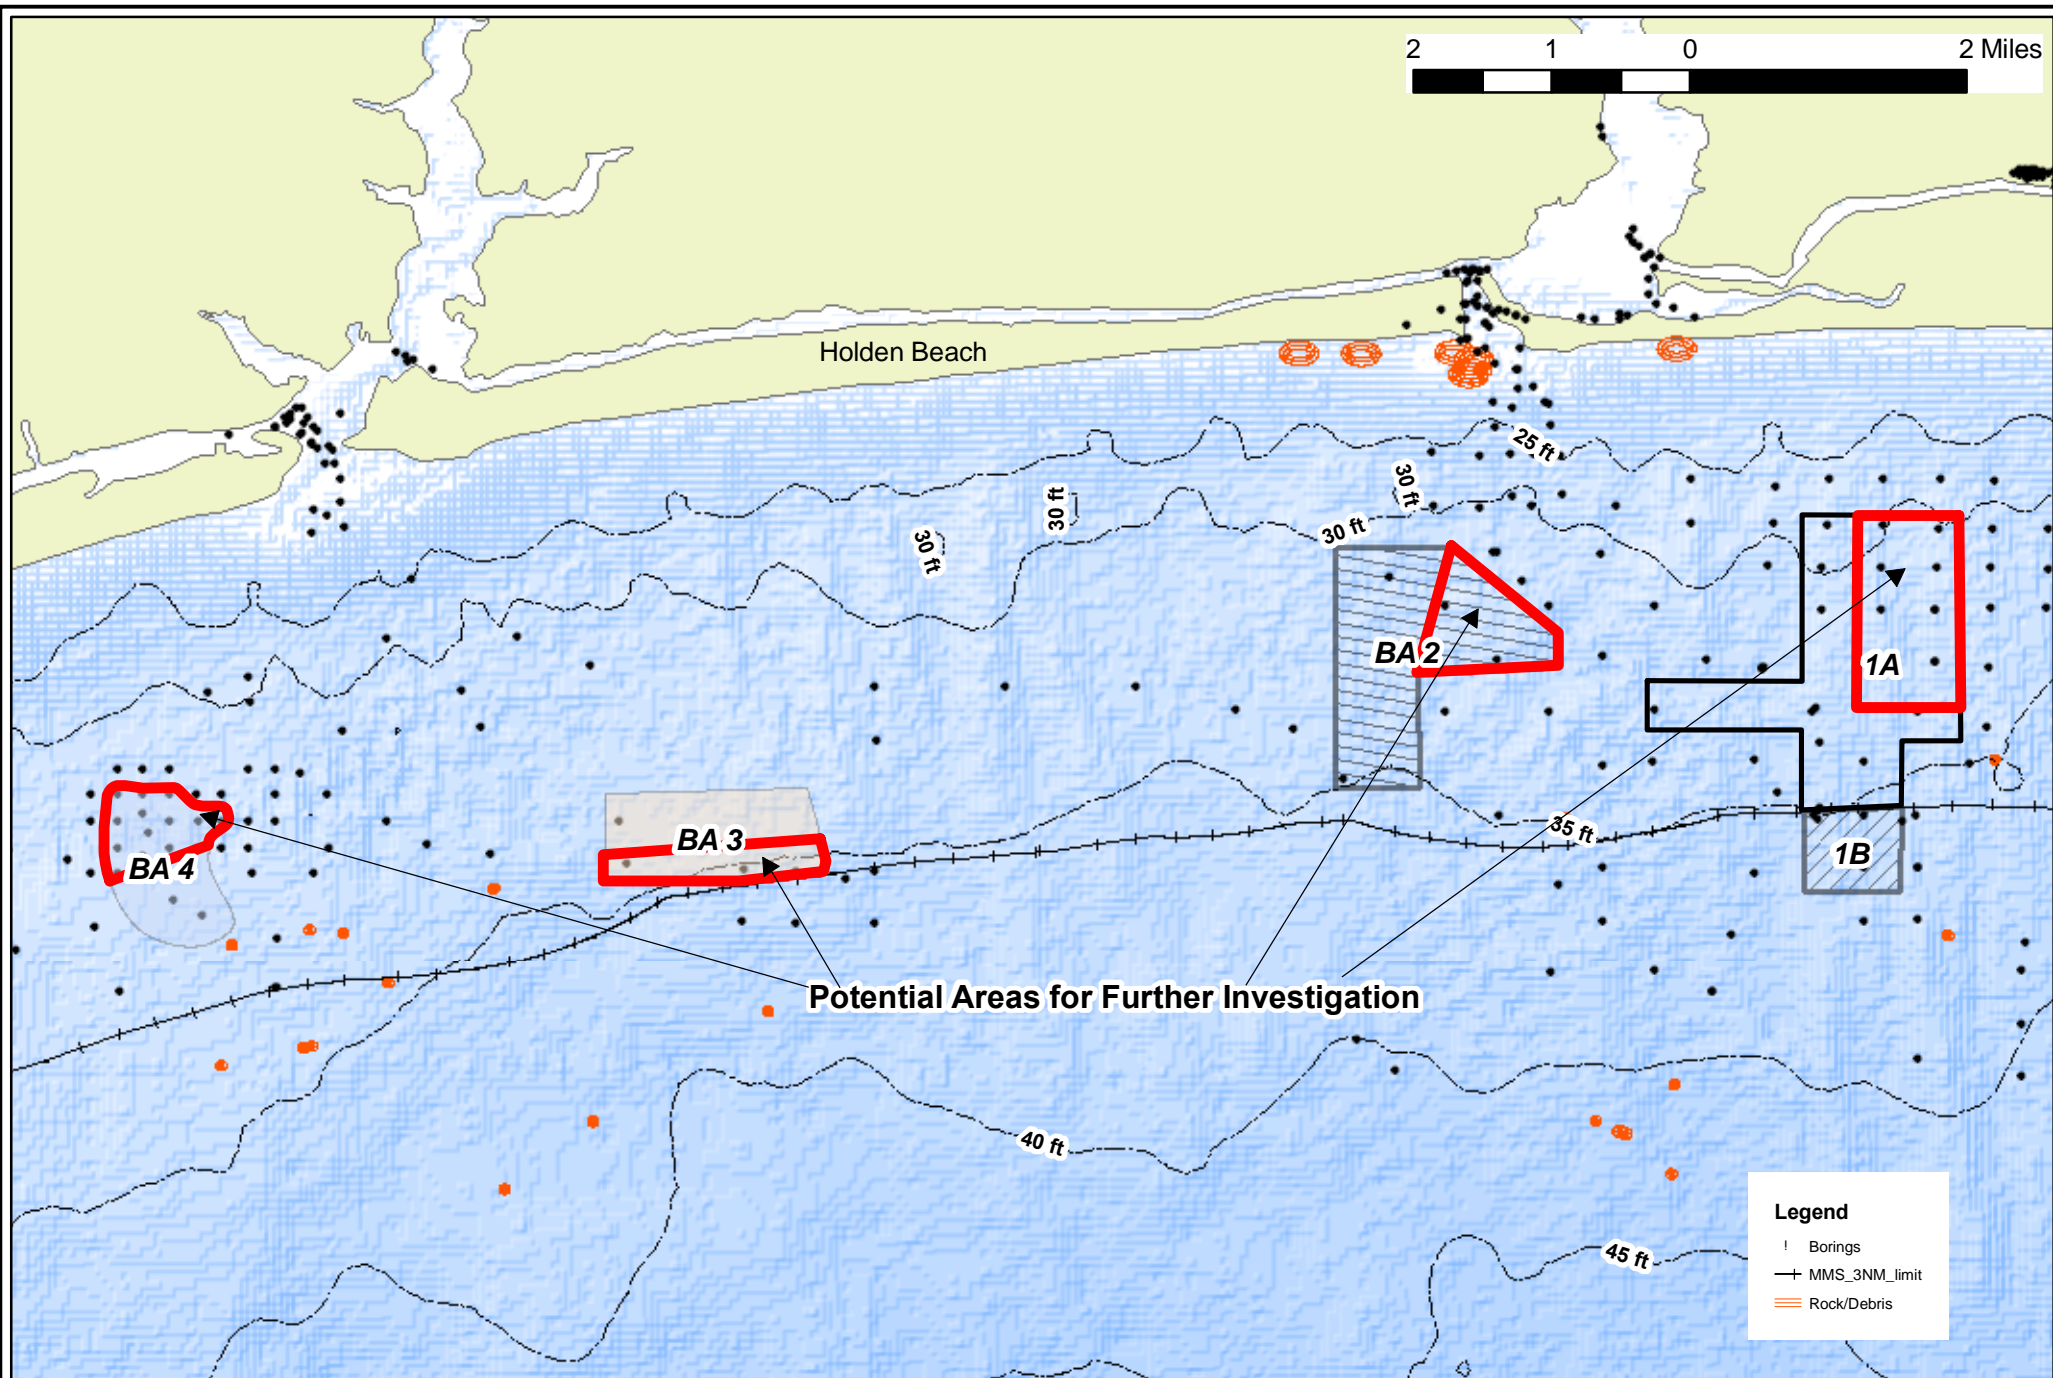 2 1 0 2 Miles
Holden Beach
25 ft
30 ft
30 ft
30 ft
30 ft
BA 2
1A
BA 3
35 ft
1B
BA 4
Potential Areas for Further Investigation
40 ft
45 ft
Legend
! Borings
MMS_3NM_limit
Rock/Debris